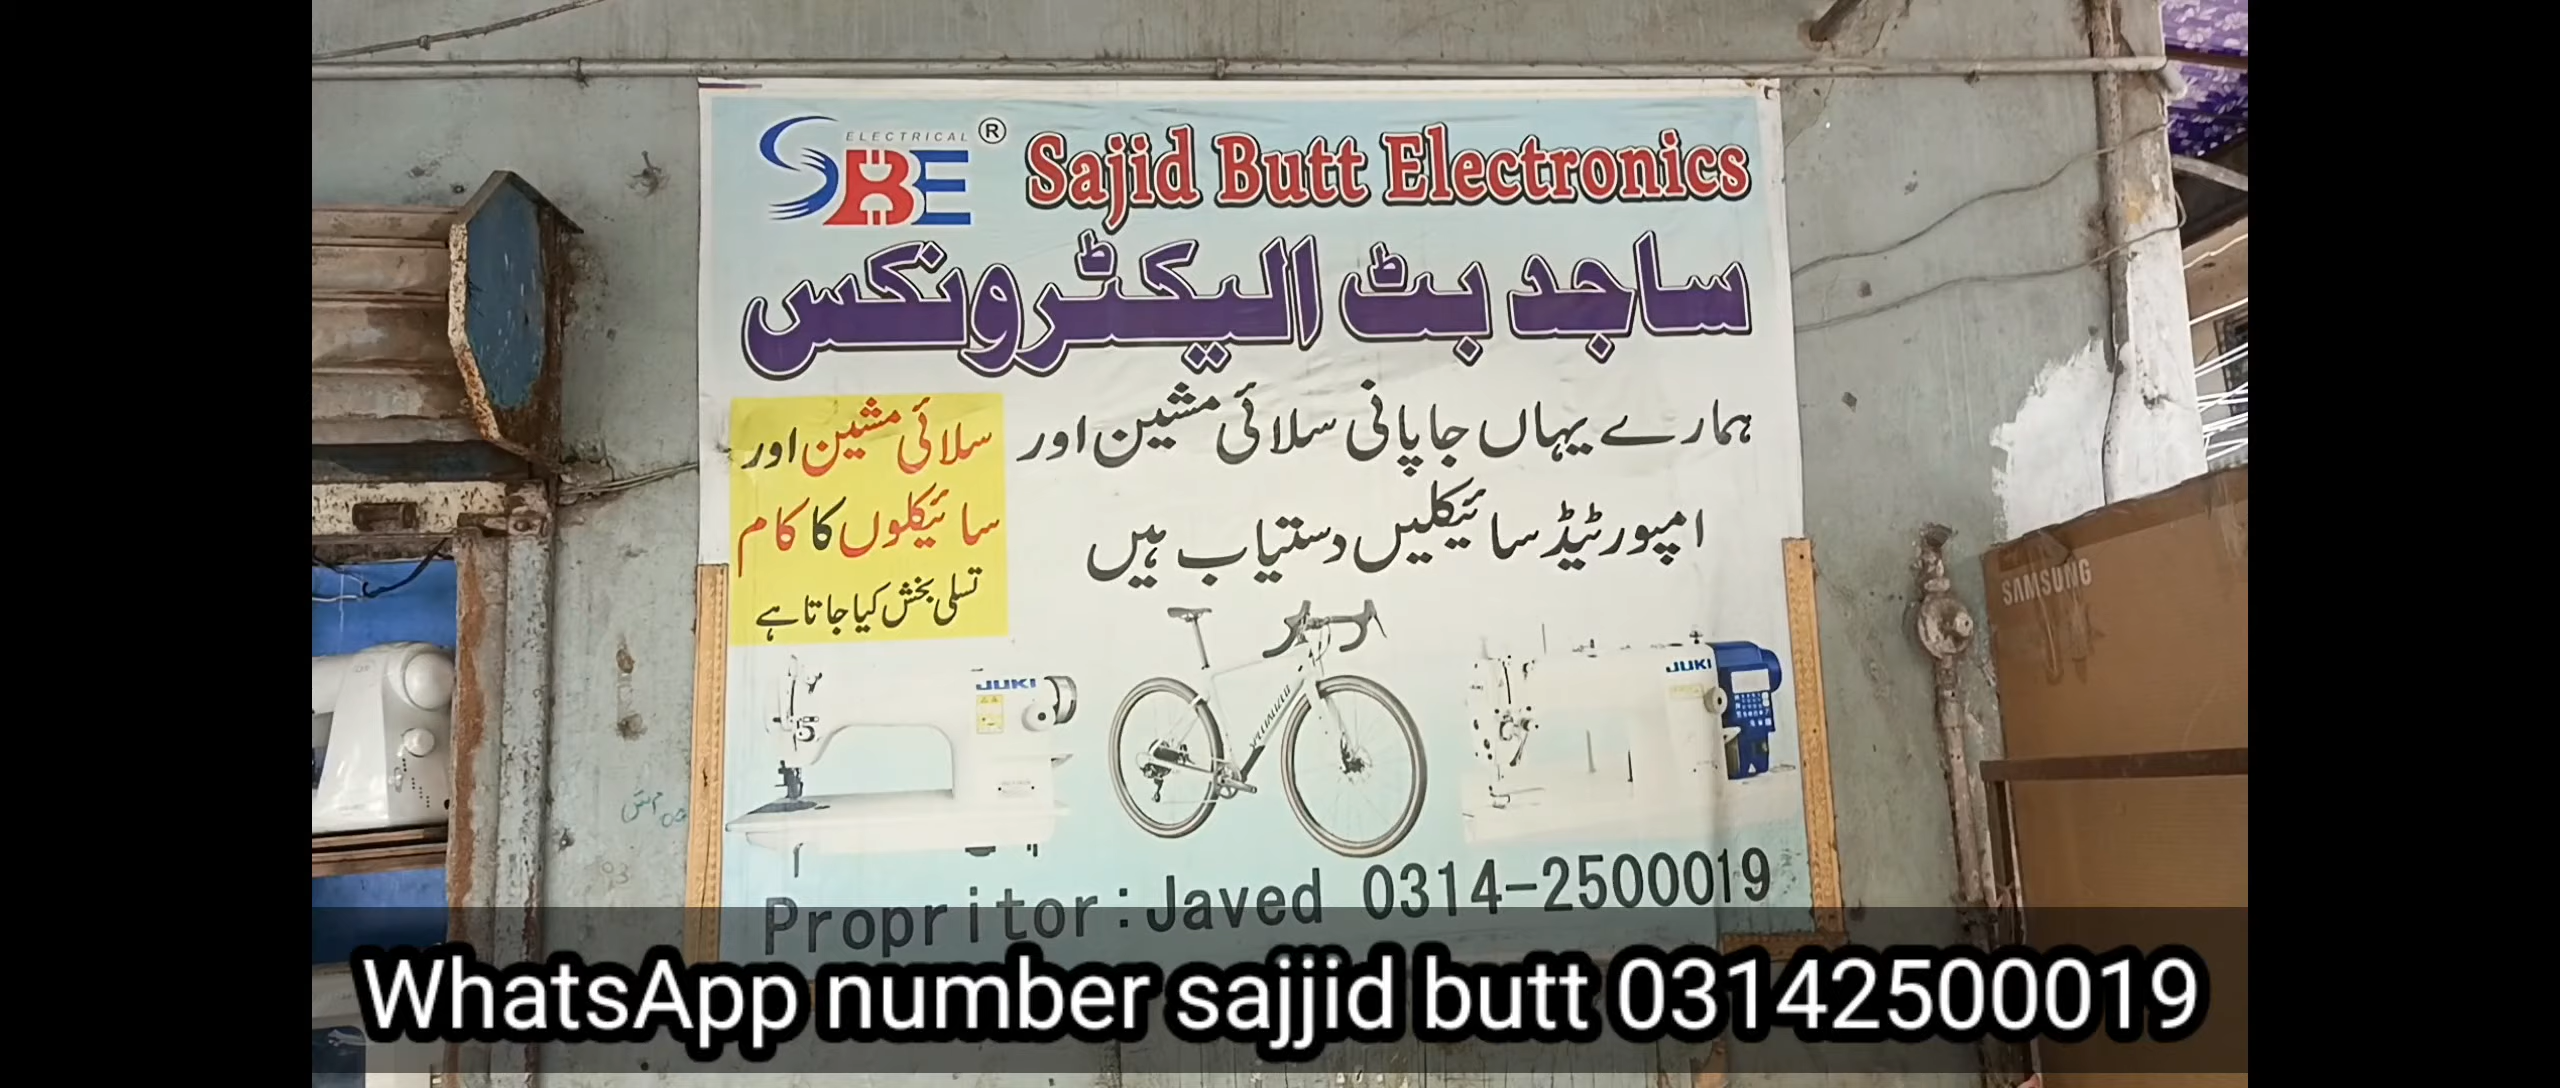 ELECTRICAL ®
SBE
Sajid Butt Electronics
ساجد بٹ الیکٹرونکس
ہمارے یہاں جاپانی سلائی مشین اور
امپورٹیڈ سائیکلیں دستیاب ہیں
سلائی مشین اور
سائیکلوں کا کام
تسلی بخش کیا جاتا ہے
JUKI
SPECIALIZED
JUKI
SAMSUNG
Propritor:Javed 0314-2500019
WhatsApp number sajjid butt 03142500019